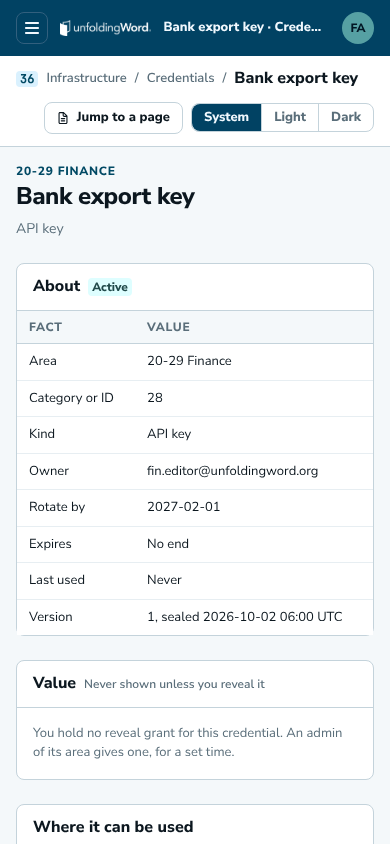 unfoldingWord. Bank export key · Crede... FA
36 Infrastructure / Credentials / Bank export key
Jump to a page System Light Dark
20-29 FINANCE
Bank export key
API key
About Active
FACT VALUE
Area 20-29 Finance
Category or ID 28
Kind API key
Owner fin.editor@unfoldingword.org
Rotate by 2027-02-01
Expires No end
Last used Never
Version 1, sealed 2026-10-02 06:00 UTC
Value Never shown unless you reveal it
You hold no reveal grant for this credential. An admin
of its area gives one, for a set time.
Where it can be used